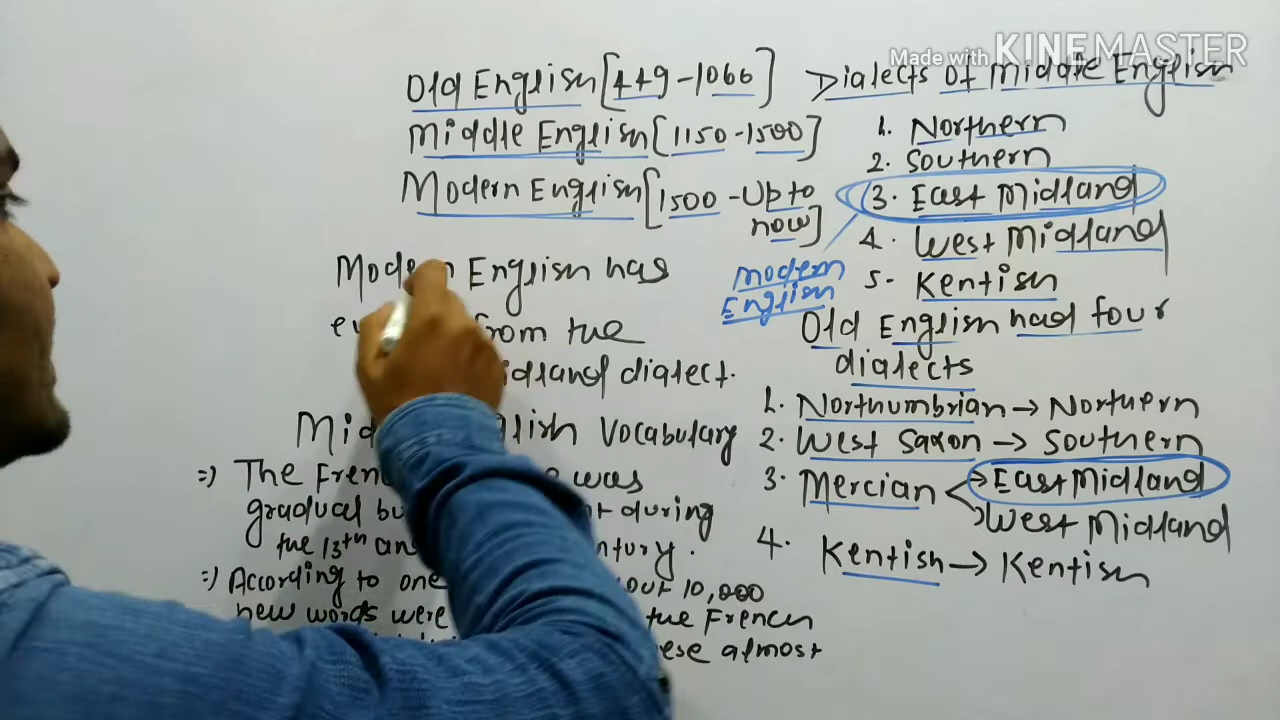 Made with KINEMASTER
Old English [449-1066]
Middle English [1150-1500]
Modern English [1500-Up to
now]
Modern English has
from the
dialect.
English Vocabulary
=) The was
gradual during
the 13th
=) According to one 10,000
new words were the French
almost
Dialects of Middle English
1. Northern
2. Southern
3. East Midland
4. West Midland
5- Kentish
Modern
English
Old English had four
dialects
1. Northumbrian → Northern
2. West Saxon → Southern
3. Mercian → East Midland
→ West Midland
4. Kentish → Kentish